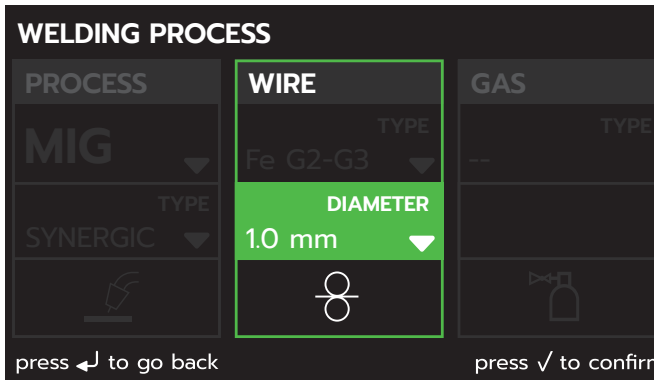 WELDING PROCESS
PROCESS
WIRE
GAS
TYPE
MIG
TYPE
Fe G2-G3
TYPE
--
TYPE
SYNERGIC
DIAMETER
1.0 mm
press ↵ to go back
press √ to confirm